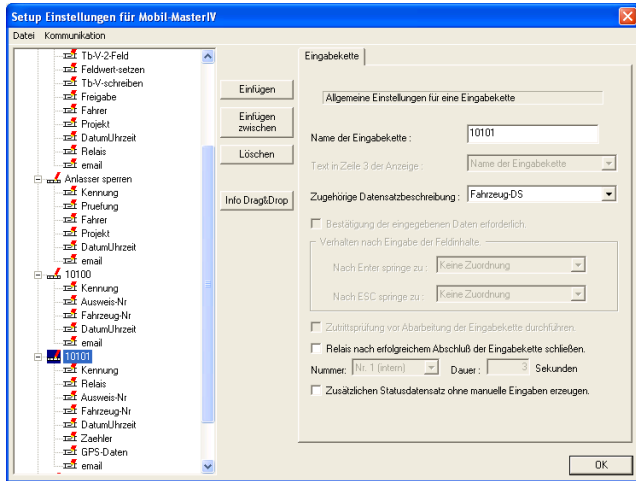 Setup Einstellungen für Mobil-MasterIV
Datei Kommunikation
Tb-V-2-Feld
Feldwert-setzen
Tb-V-schreiben
Freigabe
Fahrer
Projekt
DatumUhrzeit
Relais
email
Anlasser sperren
Kennung
Pruefung
Fahrer
Projekt
DatumUhrzeit
email
10100
Kennung
Ausweis-Nr
Fahrzeug-Nr
DatumUhrzeit
email
10101
Kennung
Relais
Ausweis-Nr
Fahrzeug-Nr
DatumUhrzeit
Zaehler
GPS-Daten
email
Einfügen
Einfügen
zwischen
Löschen
Info Drag&Drop
Eingabekette
Allgemeine Einstellungen für eine Eingabekette
Name der Eingabekette : 10101
Text in Zeile 3 der Anzeige : Name der Eingabekette
Zugehörige Datensatzbeschreibung : Fahrzeug-DS
Bestätigung der eingegebenen Daten erforderlich.
Verhalten nach Eingabe der Feldinhalte.
Nach Enter springe zu : Keine Zuordnung
Nach ESC springe zu : Keine Zuordnung
Zutrittsprüfung vor Abarbeitung der Eingabekette durchführen.
Relais nach erfolgreichem Abschluß der Eingabekette schließen.
Nummer: Nr. 1 (intern) Dauer : 3 Sekunden
Zusätzlichen Statusdatensatz ohne manuelle Eingaben erzeugen.
OK